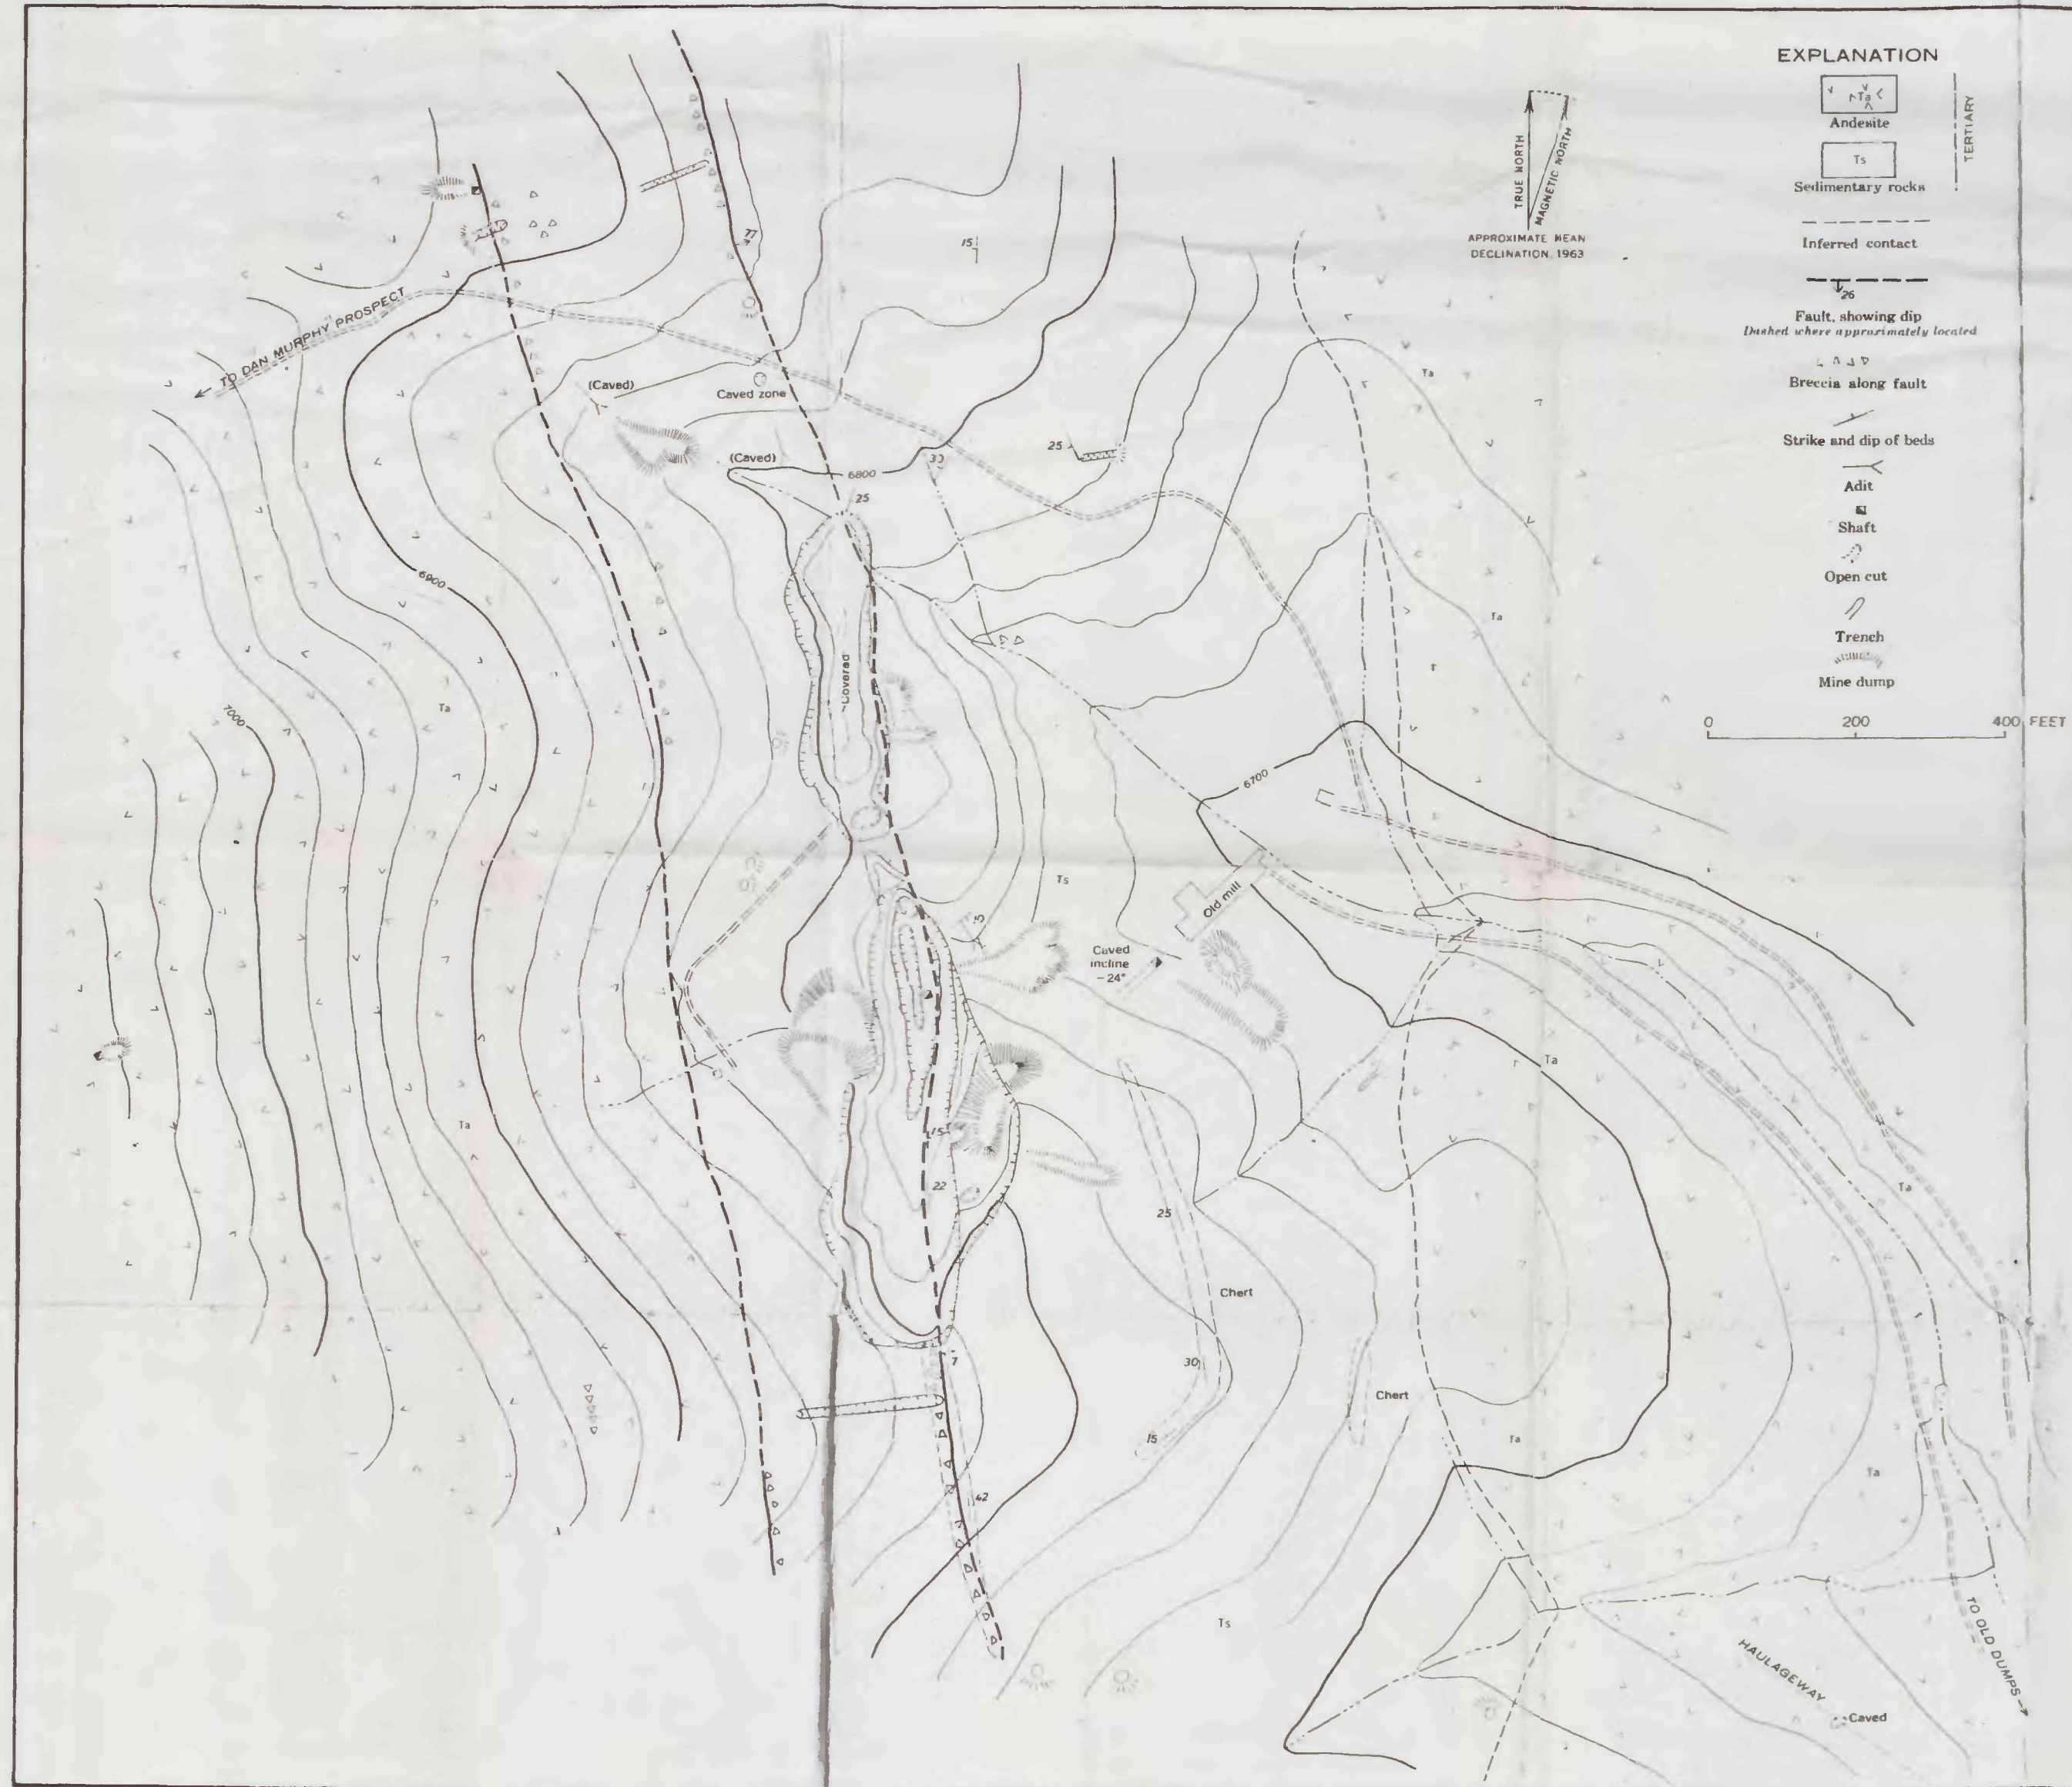 EXPLANATION
Ta
Andesite
Ts
Sedimentary rocks
TERTIARY
Inferred contact
26
Fault, showing dip
Dashed where approximately located
Breccia along fault
Strike and dip of beds
Adit
Shaft
Open cut
Trench
Mine dump
0 200 400 FEET
TRUE NORTH
MAGNETIC NORTH
APPROXIMATE MEAN
DECLINATION, 1963
77
15
TO DAN MURPHY PROSPECT
(Caved)
Caved zone
Ta
(Caved)
6800
25
25
6900
Ta
Covered
Ta
7000
6700
Ts
Old mill
Caved
incline
-24°
Ta
Ta
15
22
25
Ta
Chert
30
7
Chert
15
Ta
Ta
42
Ts
HAULAGEWAY
Caved
TO OLD DUMPS